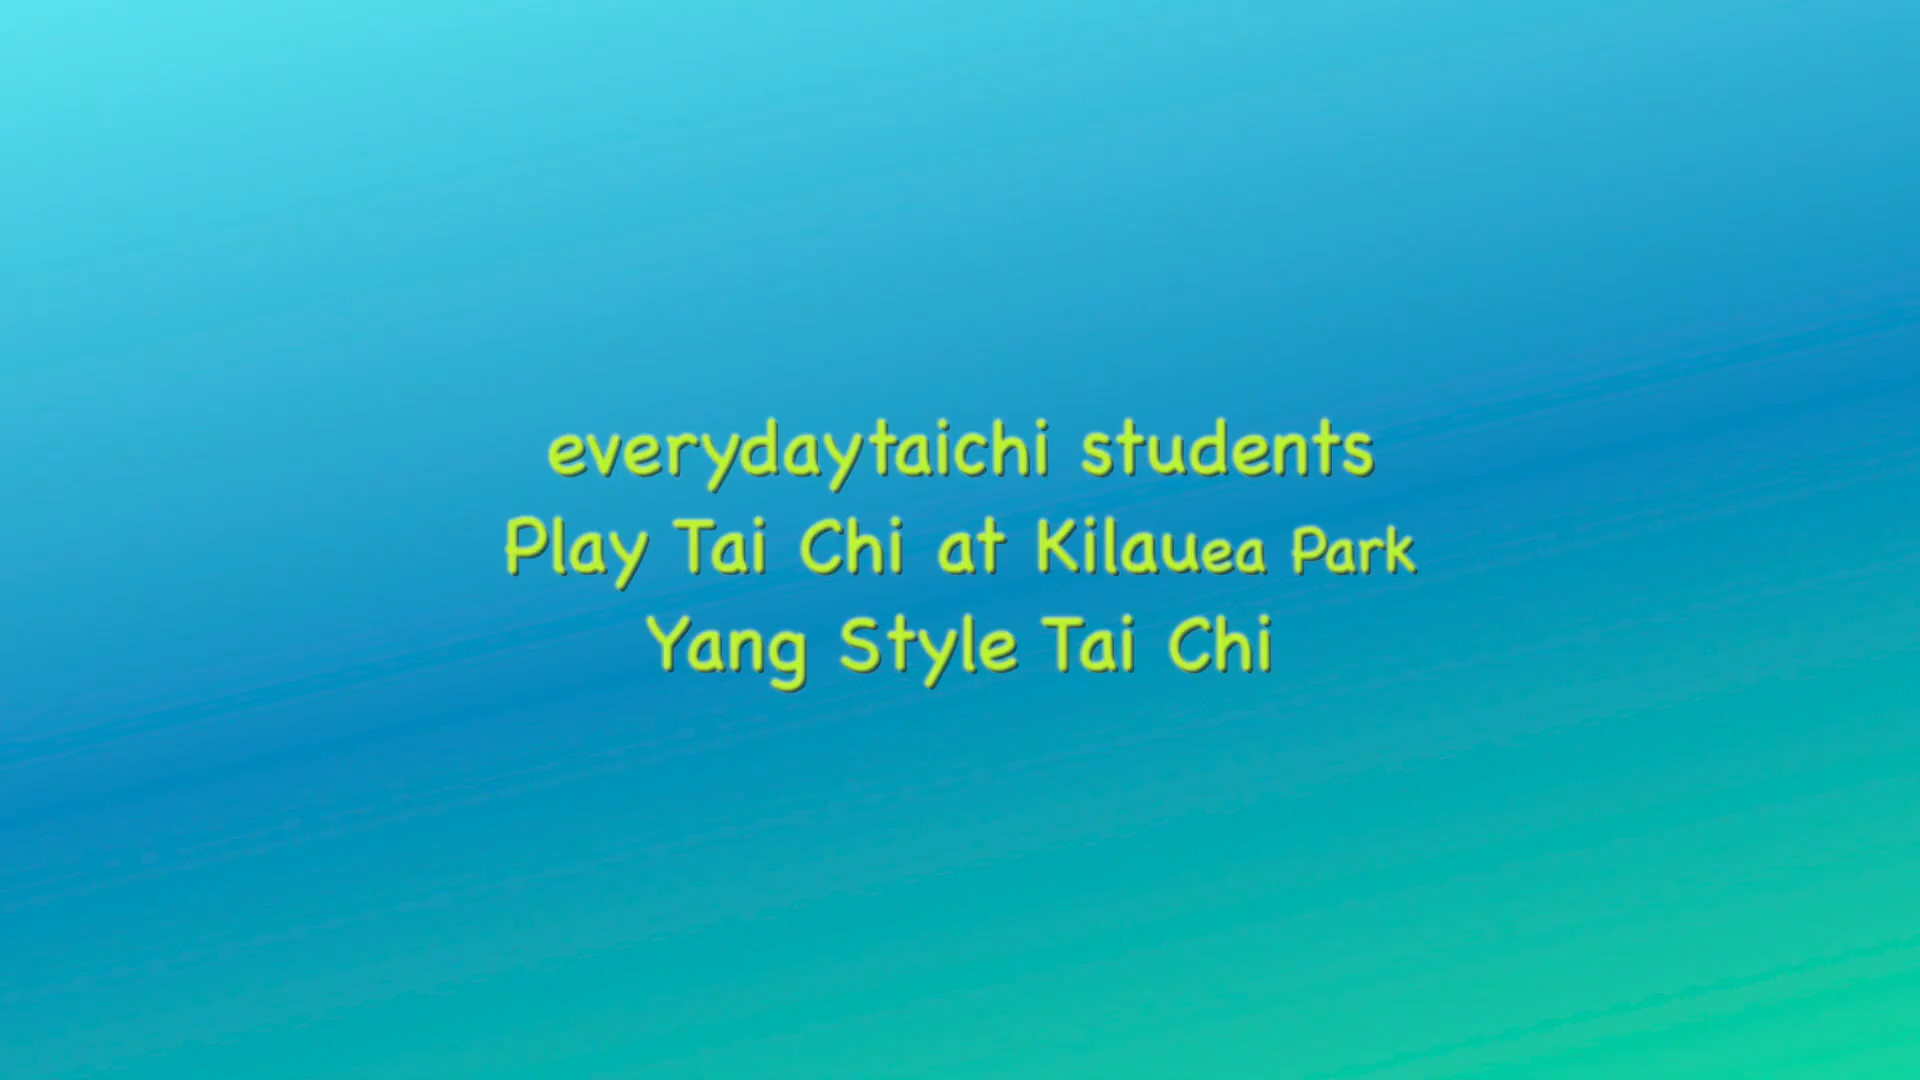 everydaytaichi students
Play Tai Chi at Kilauea Park
Yang Style Tai Chi